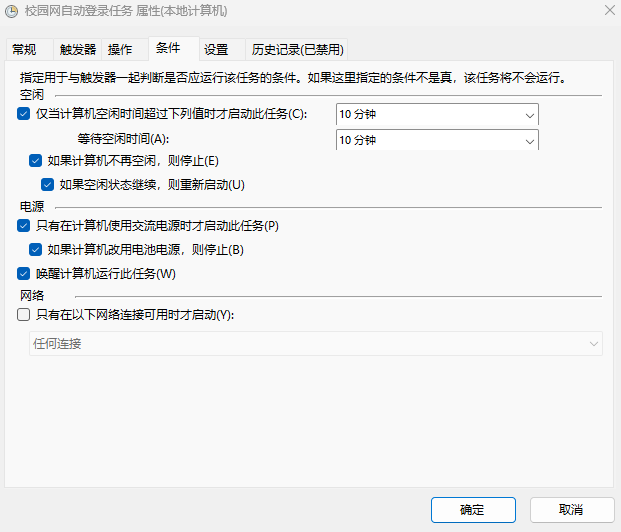 校园网自动登录任务 属性(本地计算机)
常规 触发器 操作 条件 设置 历史记录(已禁用)
指定用于与触发器一起判断是否应运行该任务的条件。如果这里指定的条件不是真，该任务将不会运行。
空闲
仅当计算机空闲时间超过下列值时才启动此任务(C): 10 分钟
等待空闲时间(A): 10 分钟
如果计算机不再空闲，则停止(E)
如果空闲状态继续，则重新启动(U)
电源
只有在计算机使用交流电源时才启动此任务(P)
如果计算机改用电池电源，则停止(B)
唤醒计算机运行此任务(W)
网络
只有在以下网络连接可用时才启动(Y):
任何连接
确定 取消